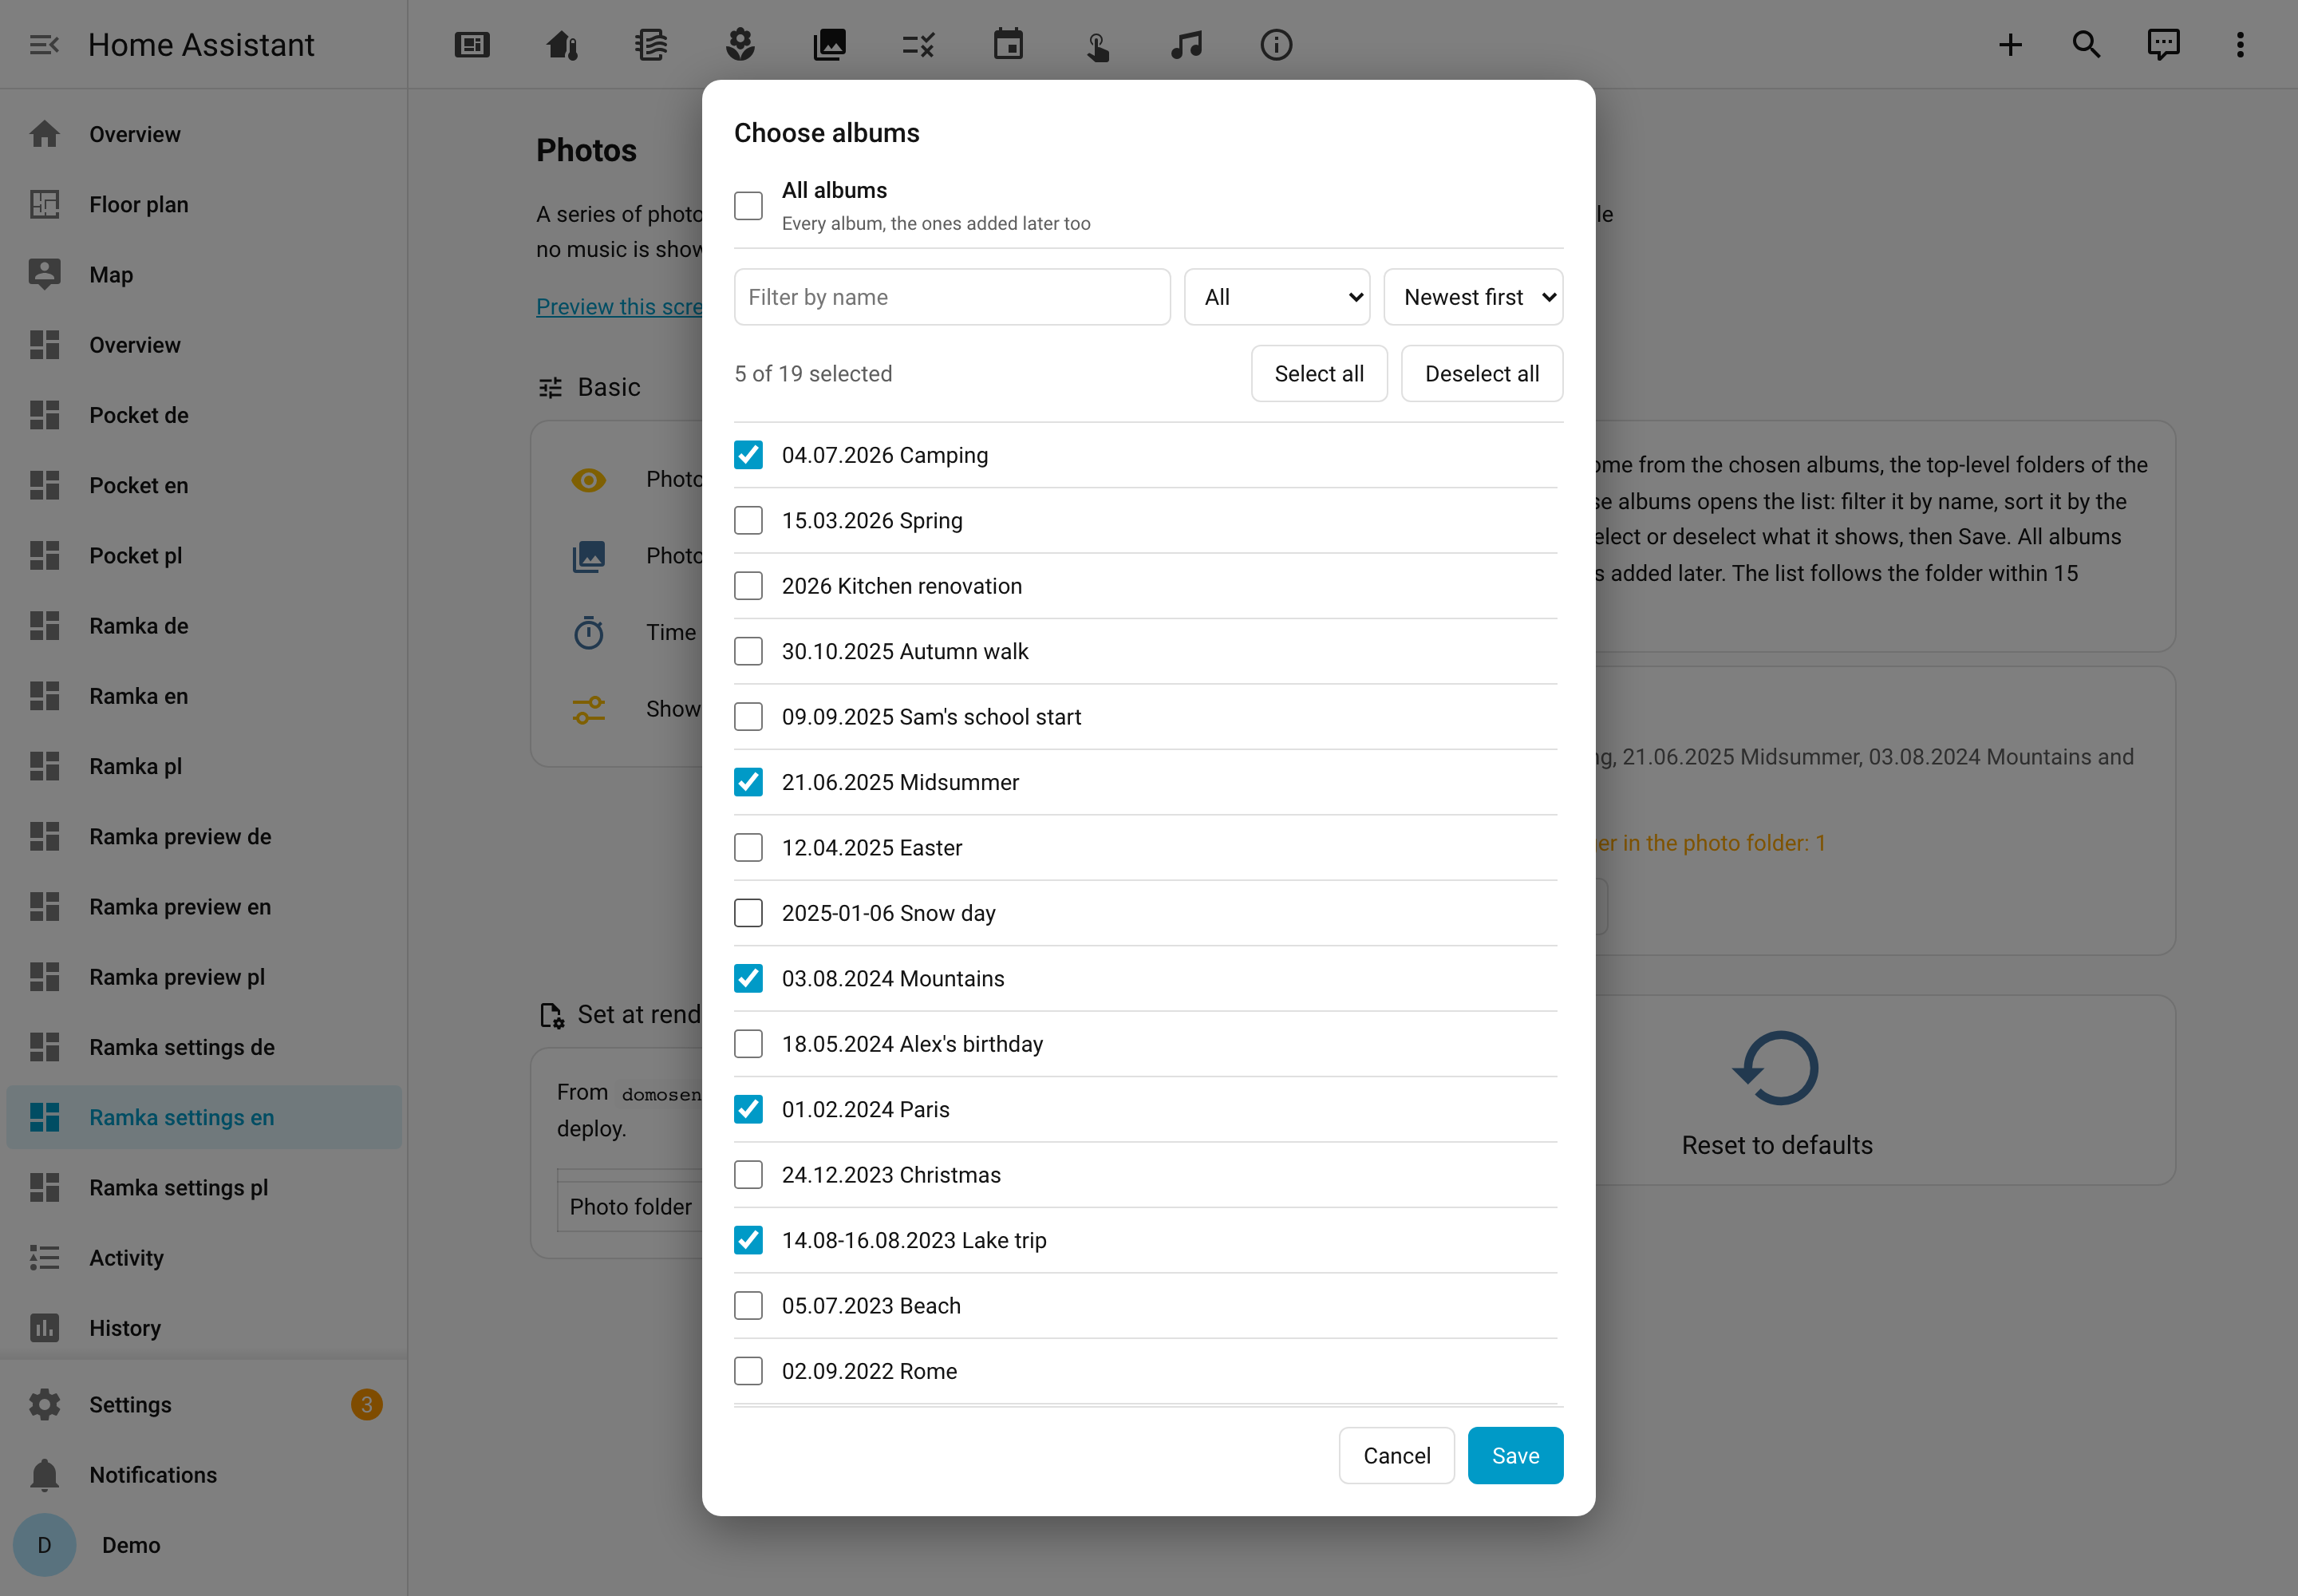 Home Assistant
Overview
Floor plan
Map
Overview
Pocket de
Pocket en
Pocket pl
Ramka de
Ramka en
Ramka pl
Ramka preview de
Ramka preview en
Ramka preview pl
Ramka settings de
Ramka settings en
Ramka settings pl
Activity
History
Settings
3
Notifications
D
Demo
Photos
A series of photo
le
no music is show
Preview this scre
Basic
Photo
Photo
Time
Show
ome from the chosen albums, the top-level folders of the
se albums opens the list: filter it by name, sort it by the
elect or deselect what it shows, then Save. All albums
s added later. The list follows the folder within 15
ng, 21.06.2025 Midsummer, 03.08.2024 Mountains and
er in the photo folder: 1
Set at rend
From domosen
deploy.
Photo folder
Reset to defaults
Choose albums
All albums
Every album, the ones added later too
Filter by name
All
Newest first
5 of 19 selected
Select all
Deselect all
04.07.2026 Camping
15.03.2026 Spring
2026 Kitchen renovation
30.10.2025 Autumn walk
09.09.2025 Sam's school start
21.06.2025 Midsummer
12.04.2025 Easter
2025-01-06 Snow day
03.08.2024 Mountains
18.05.2024 Alex's birthday
01.02.2024 Paris
24.12.2023 Christmas
14.08-16.08.2023 Lake trip
05.07.2023 Beach
02.09.2022 Rome
Cancel
Save